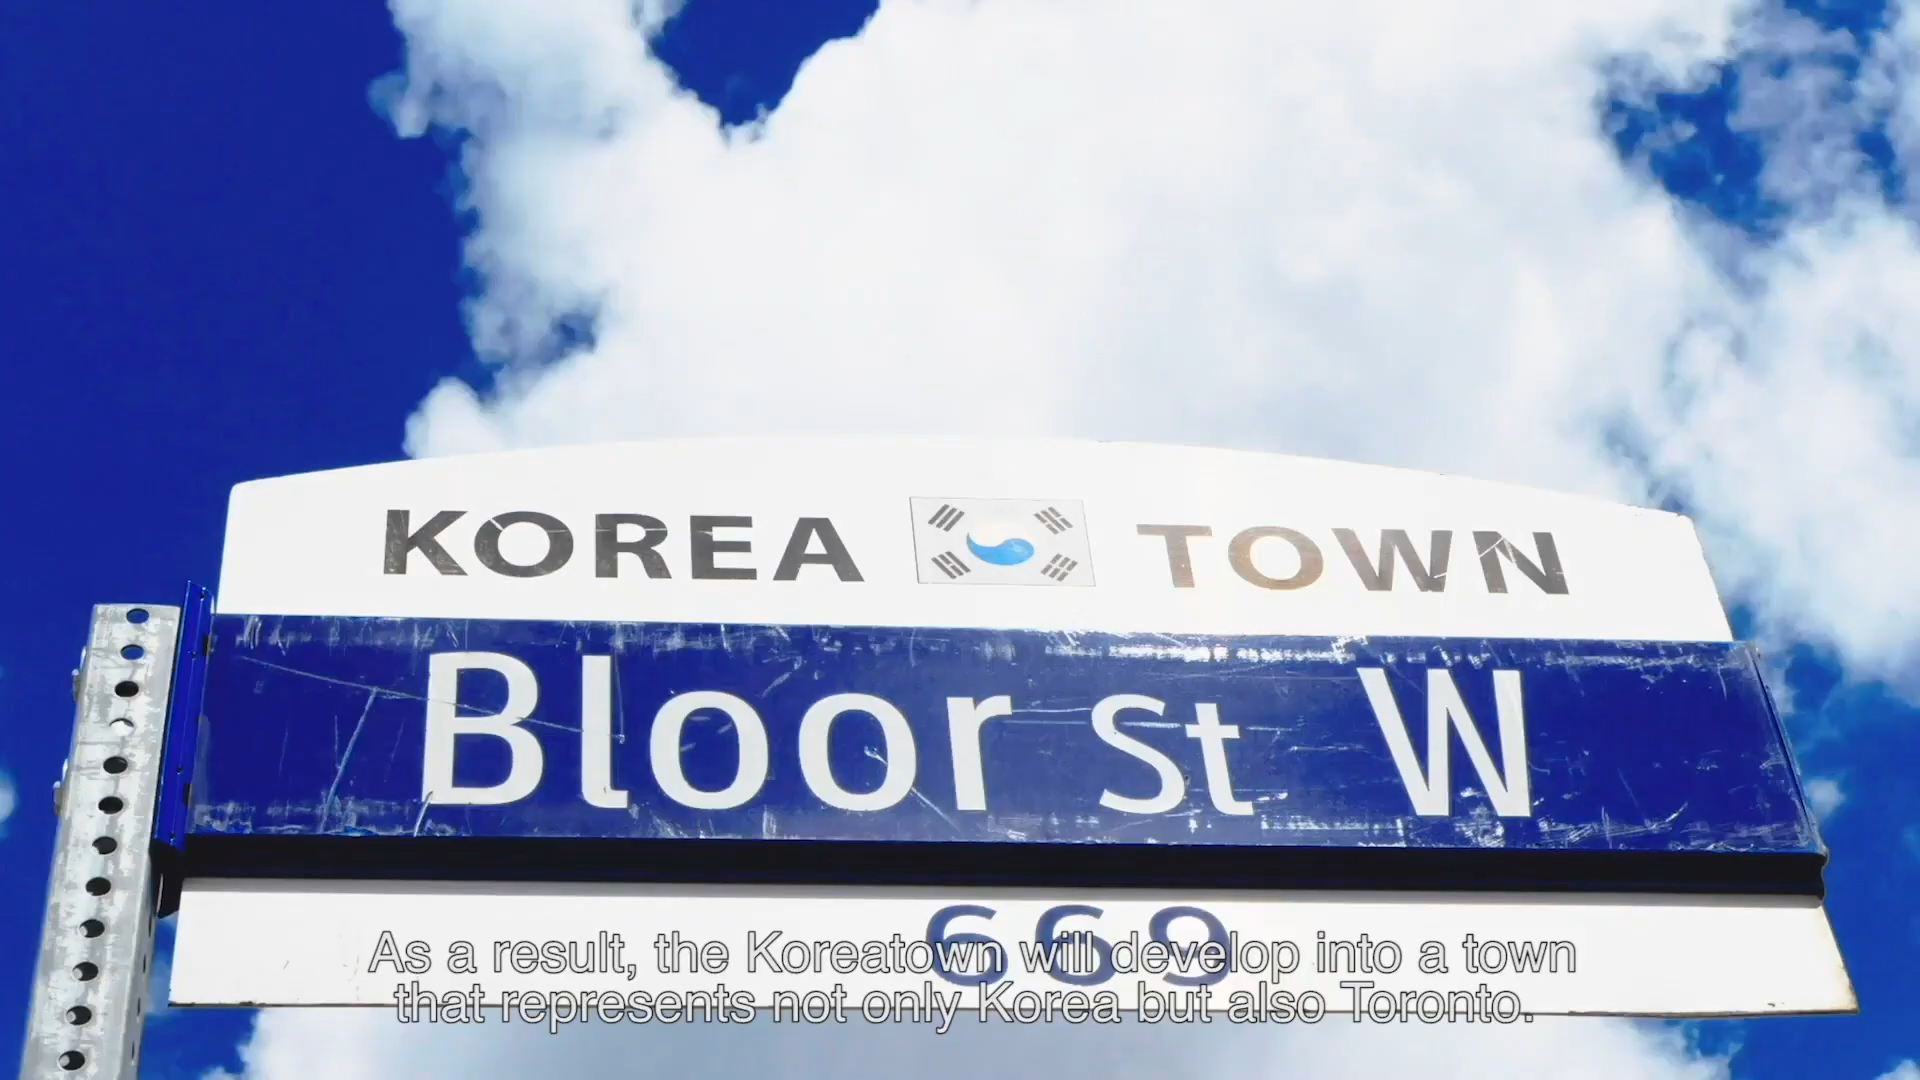 KOREA TOWN
Bloor St W
669
As a result, the Koreatown will develop into a town
that represents not only Korea but also Toronto.